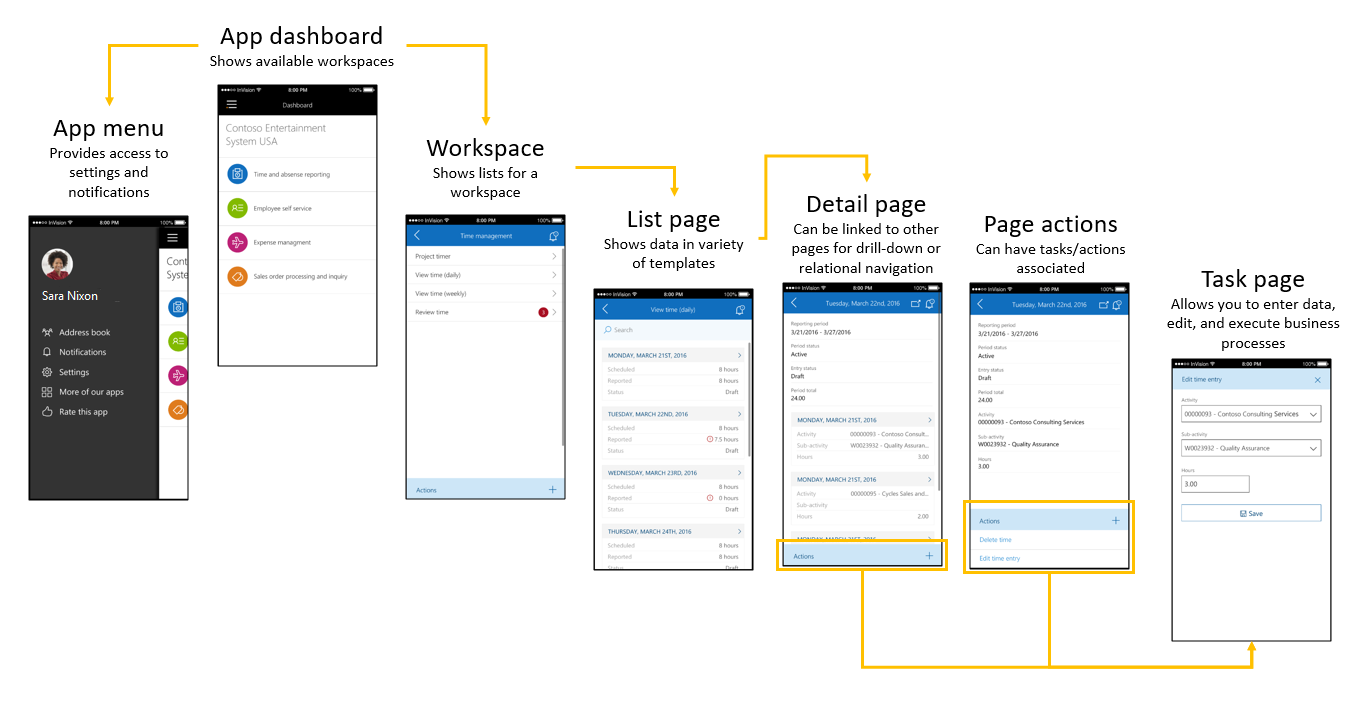 App dashboard
Shows available workspaces
App menu
Provides access to
settings and
notifications
InVision 8:00 PM 100%
Sara Nixon
Address book
Notifications
Settings
More of our apps
Rate this app
Cont
Syste
InVision 8:00 PM 100%
Dashboard
Contoso Entertainment
System USA
Time and absense reporting
Employee self service
Expense managment
Sales order processing and inquiry
Workspace
Shows lists for a
workspace
InVision 8:00 PM 100%
Time management
Project timer
View time (daily)
View time (weekly)
Review time 3
Actions
List page
Shows data in variety
of templates
InVision 8:00 PM 100%
View time (daily)
Search
MONDAY, MARCH 21ST, 2016
Scheduled 8 hours
Reported 8 hours
Status Draft
TUESDAY, MARCH 22ND, 2016
Scheduled 8 hours
Reported 7.5 hours
Status Draft
WEDNESDAY, MARCH 23RD, 2016
Scheduled 8 hours
Reported 0 hours
Status Draft
THURSDAY, MARCH 24TH, 2016
Scheduled 8 hours
Reported 8 hours
Status Draft
Detail page
Can be linked to other
pages for drill-down or
relational navigation
InVision 8:00 PM 100%
Tuesday, March 22nd, 2016
Reporting period
3/21/2016 - 3/27/2016
Period status
Active
Entry status
Draft
Period total
24.00
MONDAY, MARCH 21ST, 2016
Activity 00000093 - Contoso Consult...
Sub-activity W0023932 - Quality Assuran...
Hours 3.00
MONDAY, MARCH 21ST, 2016
Activity 00000095 - Cycles Sales and...
Sub-activity
Hours 2.00
MONDAY, MARCH 21ST, 2016
Actions
Page actions
Can have tasks/actions
associated
InVision 8:00 PM 100%
Tuesday, March 22nd, 2016
Reporting period
3/21/2016 - 3/27/2016
Period status
Active
Entry status
Draft
Period total
24.00
Activity
00000093 - Contoso Consulting Services
Sub-activity
W0023932 - Quality Assurance
Hours
3.00
Actions
Delete time
Edit time entry
Task page
Allows you to enter data,
edit, and execute business
processes
InVision 8:00 PM 100%
Edit time entry
Activity
00000093 - Contoso Consulting Services
Sub-activity
W0023932 - Quality Assurance
Hours
3.00
Save